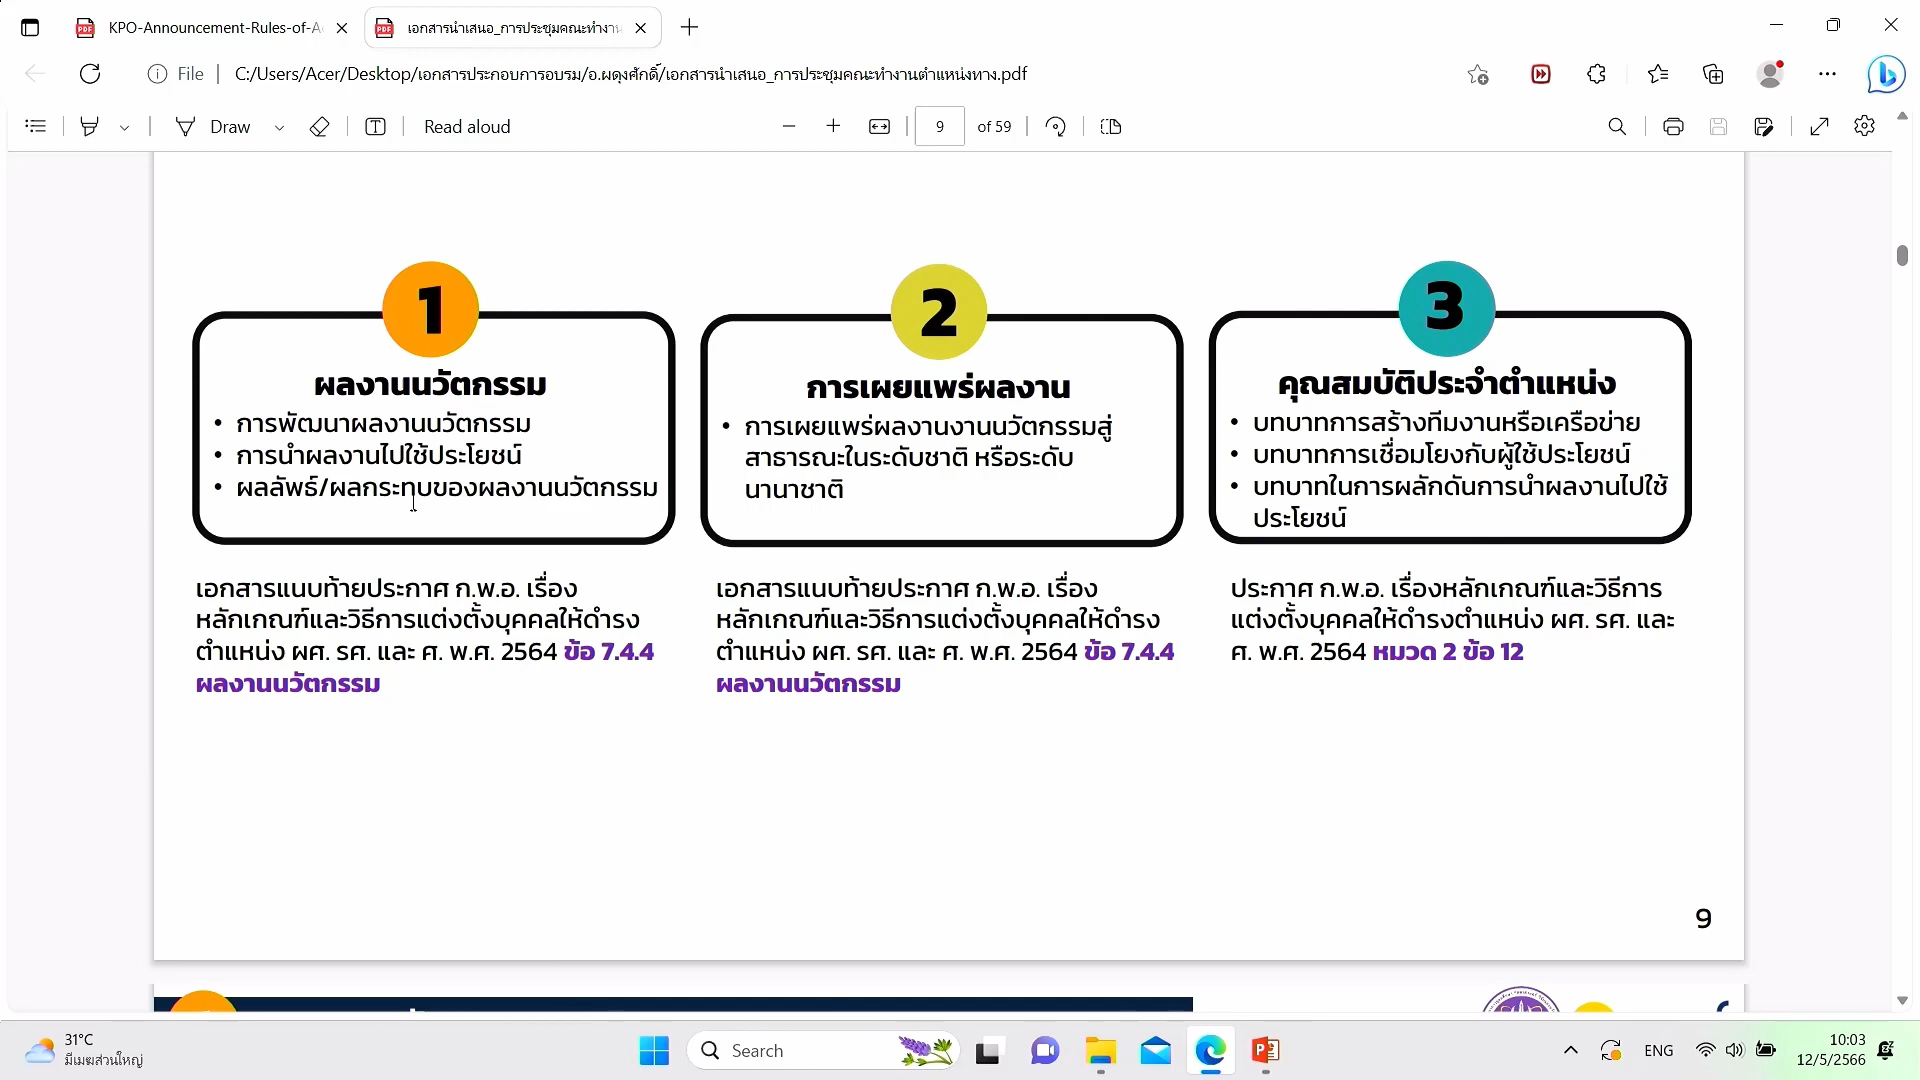 KPO-Announcement-Rules-of-A
เอกสารนำเสนอ_การประชุมคณะทำงาน
File
C:/Users/Acer/Desktop/เอกสารประกอบการอบรม/อ.ผดุงศักดิ์/เอกสารนำเสนอ_การประชุมคณะทำงานตำแหน่งทาง.pdf
Draw
Read aloud
9
of 59
1
ผลงานนวัตกรรม
• การพัฒนาผลงานนวัตกรรม
• การนำผลงานไปใช้ประโยชน์
• ผลลัพธ์/ผลกระทบของผลงานนวัตกรรม
เอกสารแนบท้ายประกาศ ก.พ.อ. เรื่อง
หลักเกณฑ์และวิธีการแต่งตั้งบุคคลให้ดำรง
ตำแหน่ง ผศ. รศ. และ ศ. พ.ศ. 2564 ข้อ 7.4.4
ผลงานนวัตกรรม
2
การเผยแพร่ผลงาน
• การเผยแพร่ผลงานงานนวัตกรรมสู่
สาธารณะในระดับชาติ หรือระดับ
นานาชาติ
เอกสารแนบท้ายประกาศ ก.พ.อ. เรื่อง
หลักเกณฑ์และวิธีการแต่งตั้งบุคคลให้ดำรง
ตำแหน่ง ผศ. รศ. และ ศ. พ.ศ. 2564 ข้อ 7.4.4
ผลงานนวัตกรรม
3
คุณสมบัติประจำตำแหน่ง
• บทบาทการสร้างทีมงานหรือเครือข่าย
• บทบาทการเชื่อมโยงกับผู้ใช้ประโยชน์
• บทบาทในการผลักดันการนำผลงานไปใช้
ประโยชน์
ประกาศ ก.พ.อ. เรื่องหลักเกณฑ์และวิธีการ
แต่งตั้งบุคคลให้ดำรงตำแหน่ง ผศ. รศ. และ
ศ. พ.ศ. 2564 หมวด 2 ข้อ 12
9
31°C
มีเมฆส่วนใหญ่
Search
ENG
10:03
12/5/2566